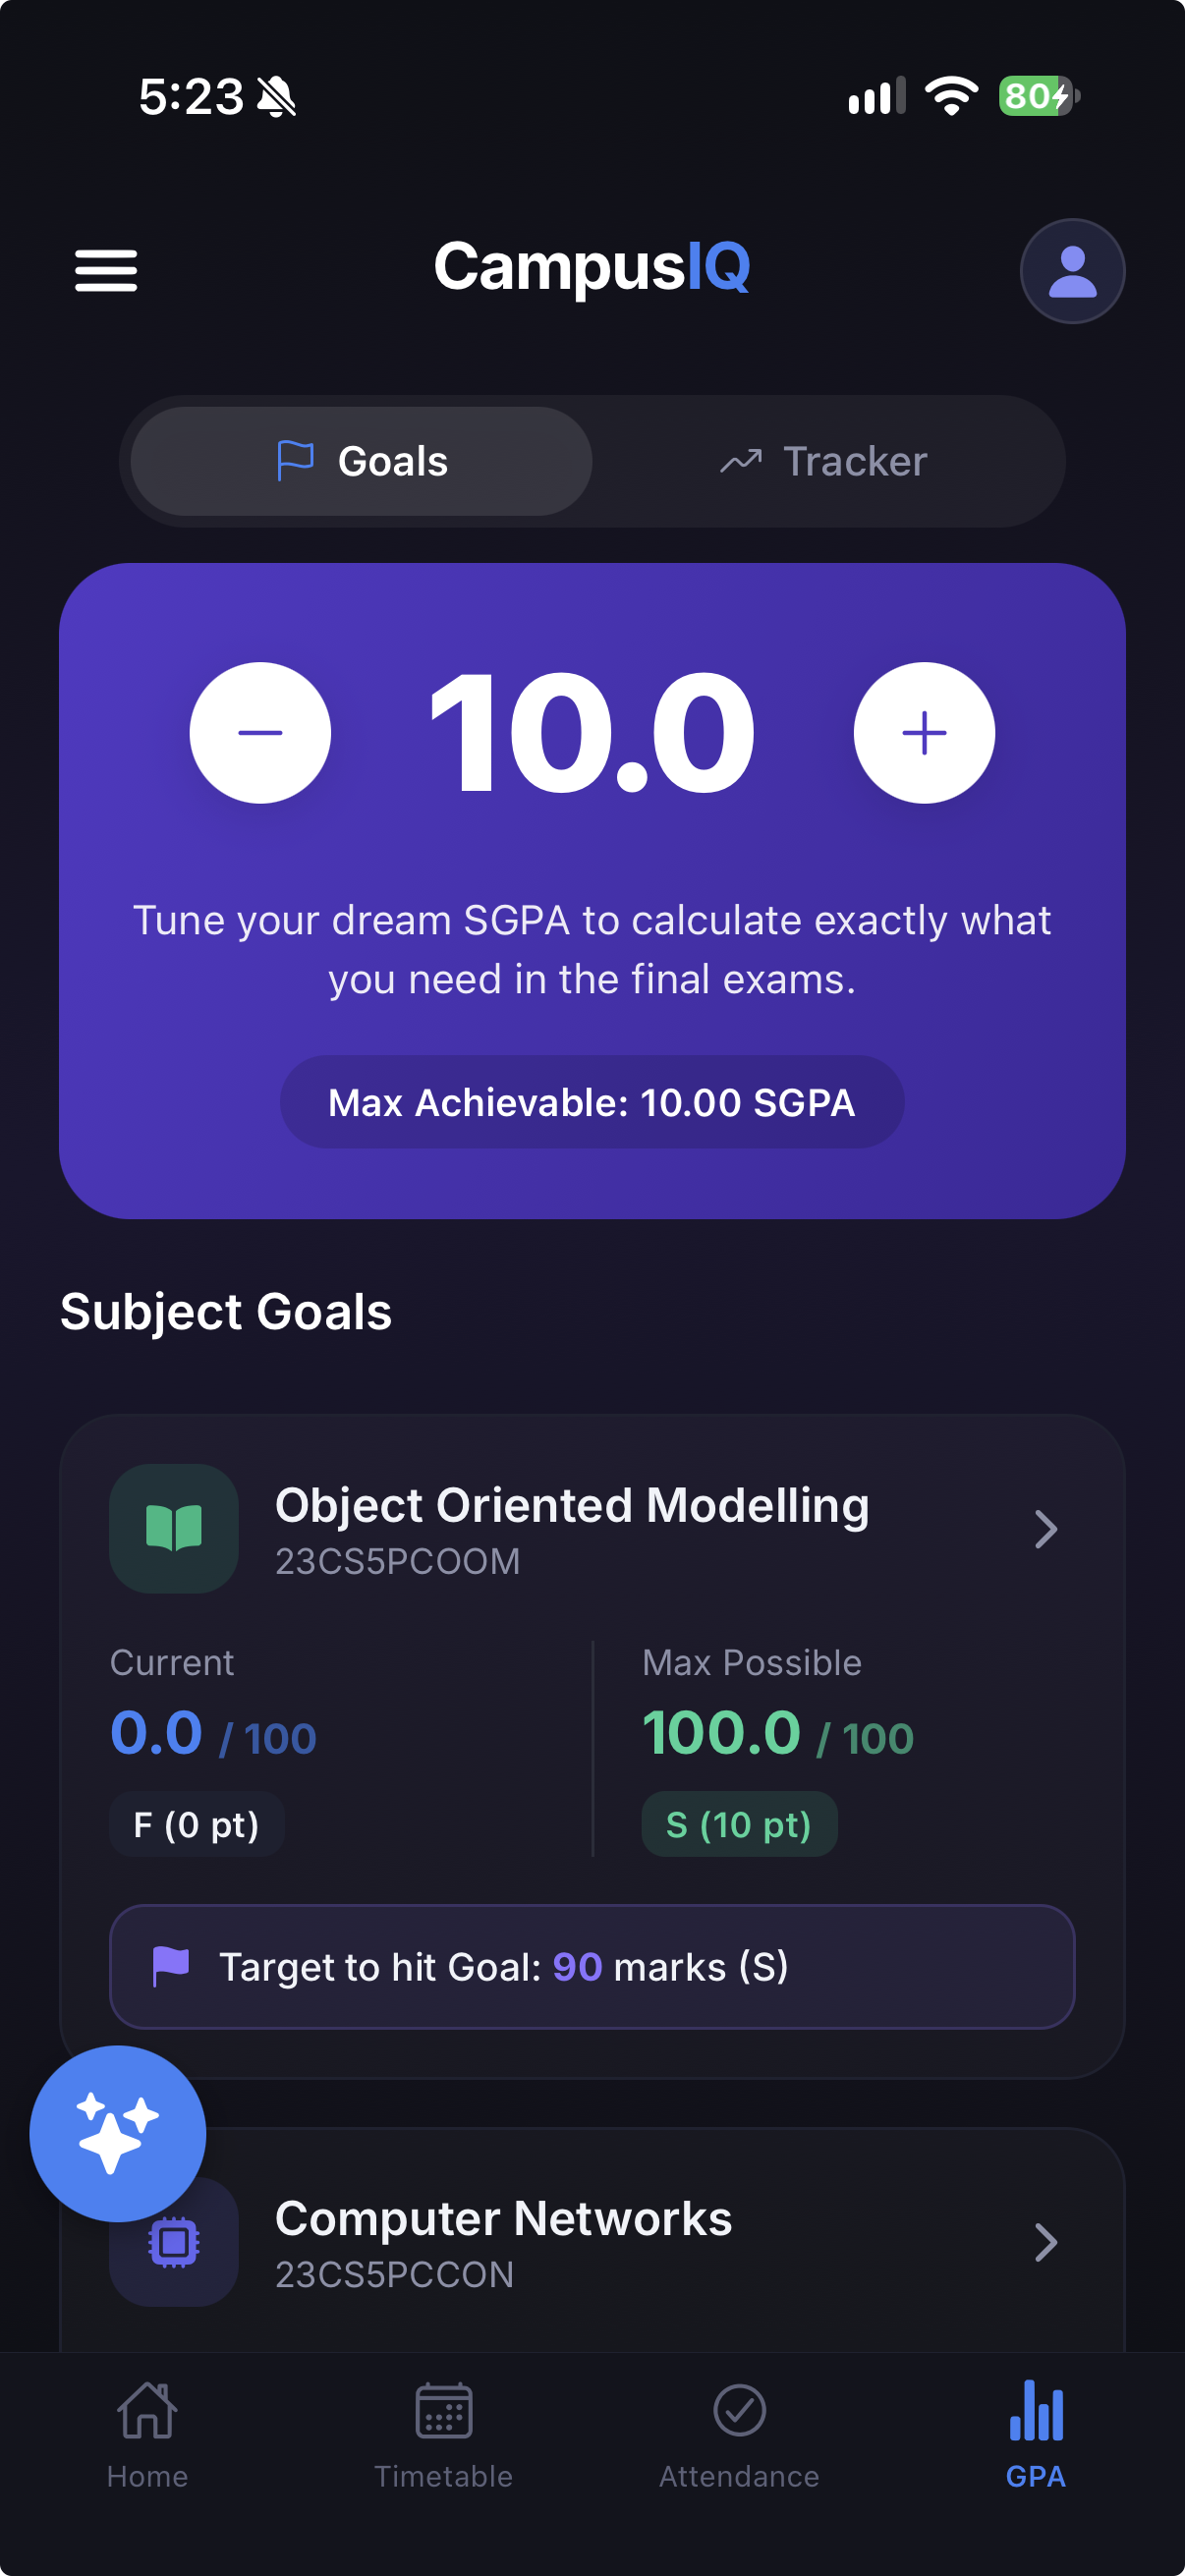 5:23
80
CampusIQ
Goals
Tracker
10.0
Tune your dream SGPA to calculate exactly what
you need in the final exams.
Max Achievable: 10.00 SGPA
Subject Goals
Object Oriented Modelling
23CS5PCOOM
Current
0.0 / 100
F (0 pt)
Max Possible
100.0 / 100
S (10 pt)
Target to hit Goal: 90 marks (S)
Computer Networks
23CS5PCCON
Home
Timetable
Attendance
GPA